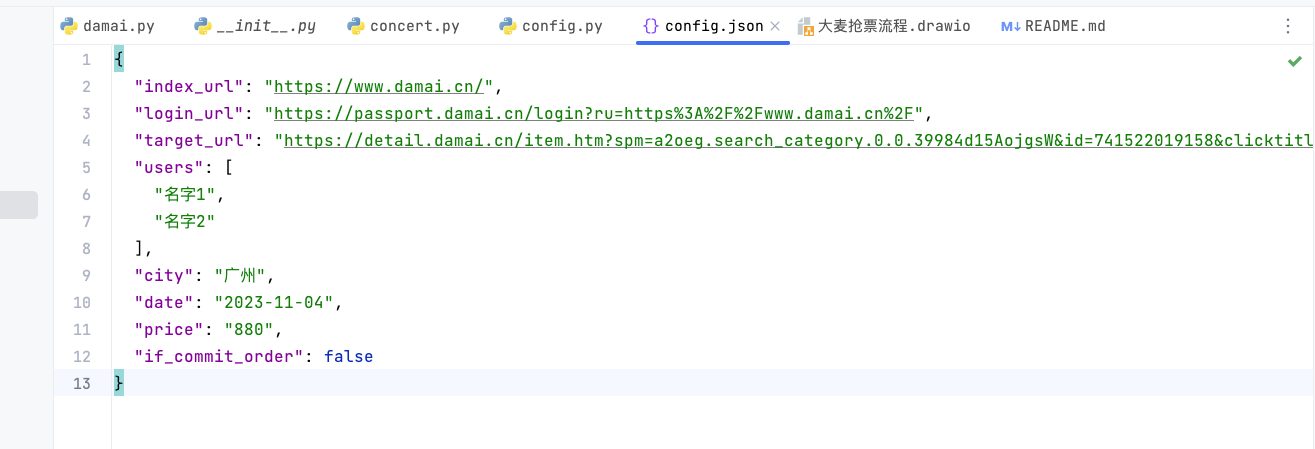 damai.py __init__.py concert.py config.py {} config.json × 大麦抢票流程.drawio M↓ README.md
1 {
2 "index_url": "https://www.damai.cn/",
3 "login_url": "https://passport.damai.cn/login?ru=https%3A%2F%2Fwww.damai.cn%2F",
4 "target_url": "https://detail.damai.cn/item.htm?spm=a2oeg.search_category.0.0.39984d15AojgsW&id=741522019158&clicktitl
5 "users": [
6 "名字1",
7 "名字2"
8 ],
9 "city": "广州",
10 "date": "2023-11-04",
11 "price": "880",
12 "if_commit_order": false
13 }